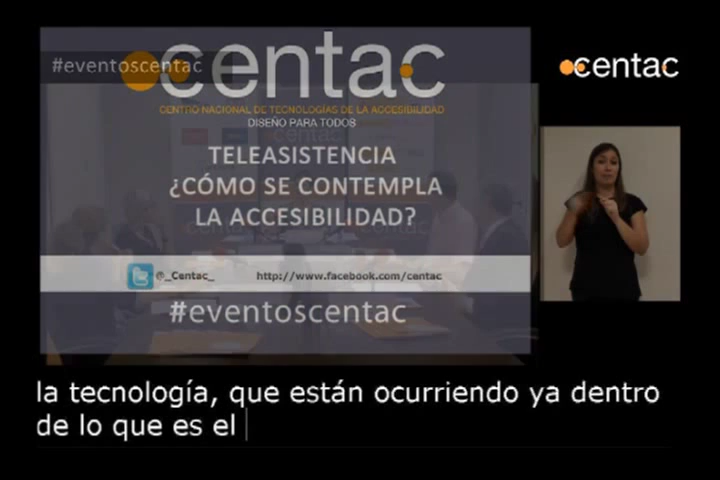 #eventoscentac
centac
CENTRO NACIONAL DE TECNOLOGÍAS DE LA ACCESIBILIDAD
DISEÑO PARA TODOS
TELEASISTENCIA
¿CÓMO SE CONTEMPLA
LA ACCESIBILIDAD?
@_Centac_
http://www.facebook.com/centac
#eventoscentac
centac
la tecnología, que están ocurriendo ya dentro
de lo que es el